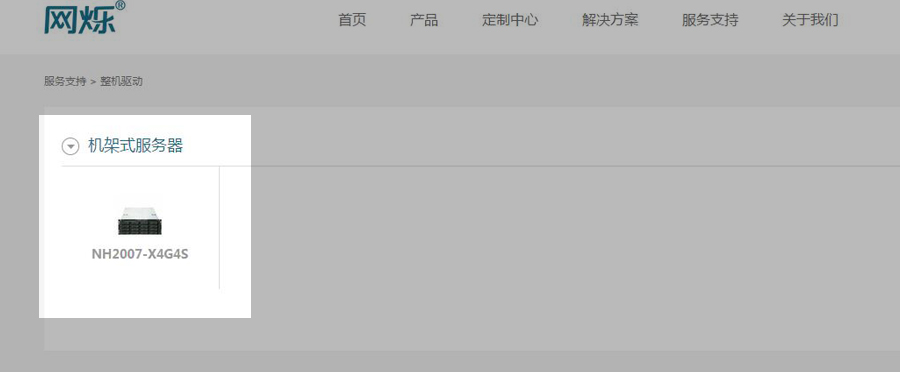 网烁®
首页 产品 定制中心 解决方案 服务支持 关于我们
服务支持 > 整机驱动
机架式服务器
NH2007-X4G4S